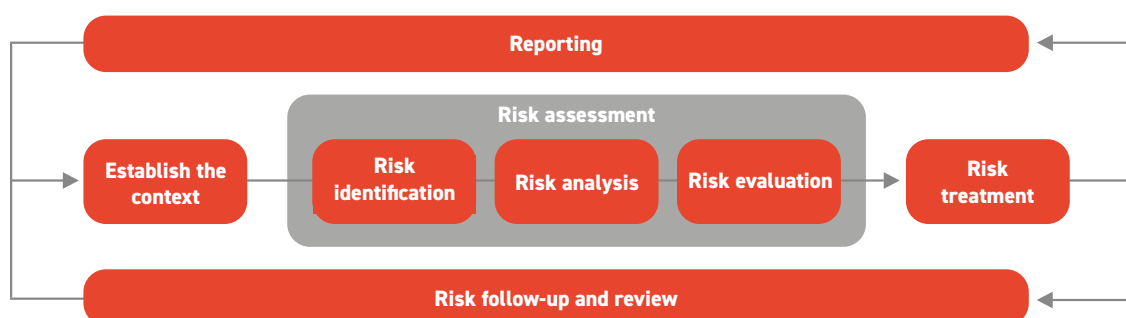 Reporting
Risk assessment
Establish the
context
Risk
identification
Risk analysis
Risk evaluation
Risk
treatment
Risk follow-up and review